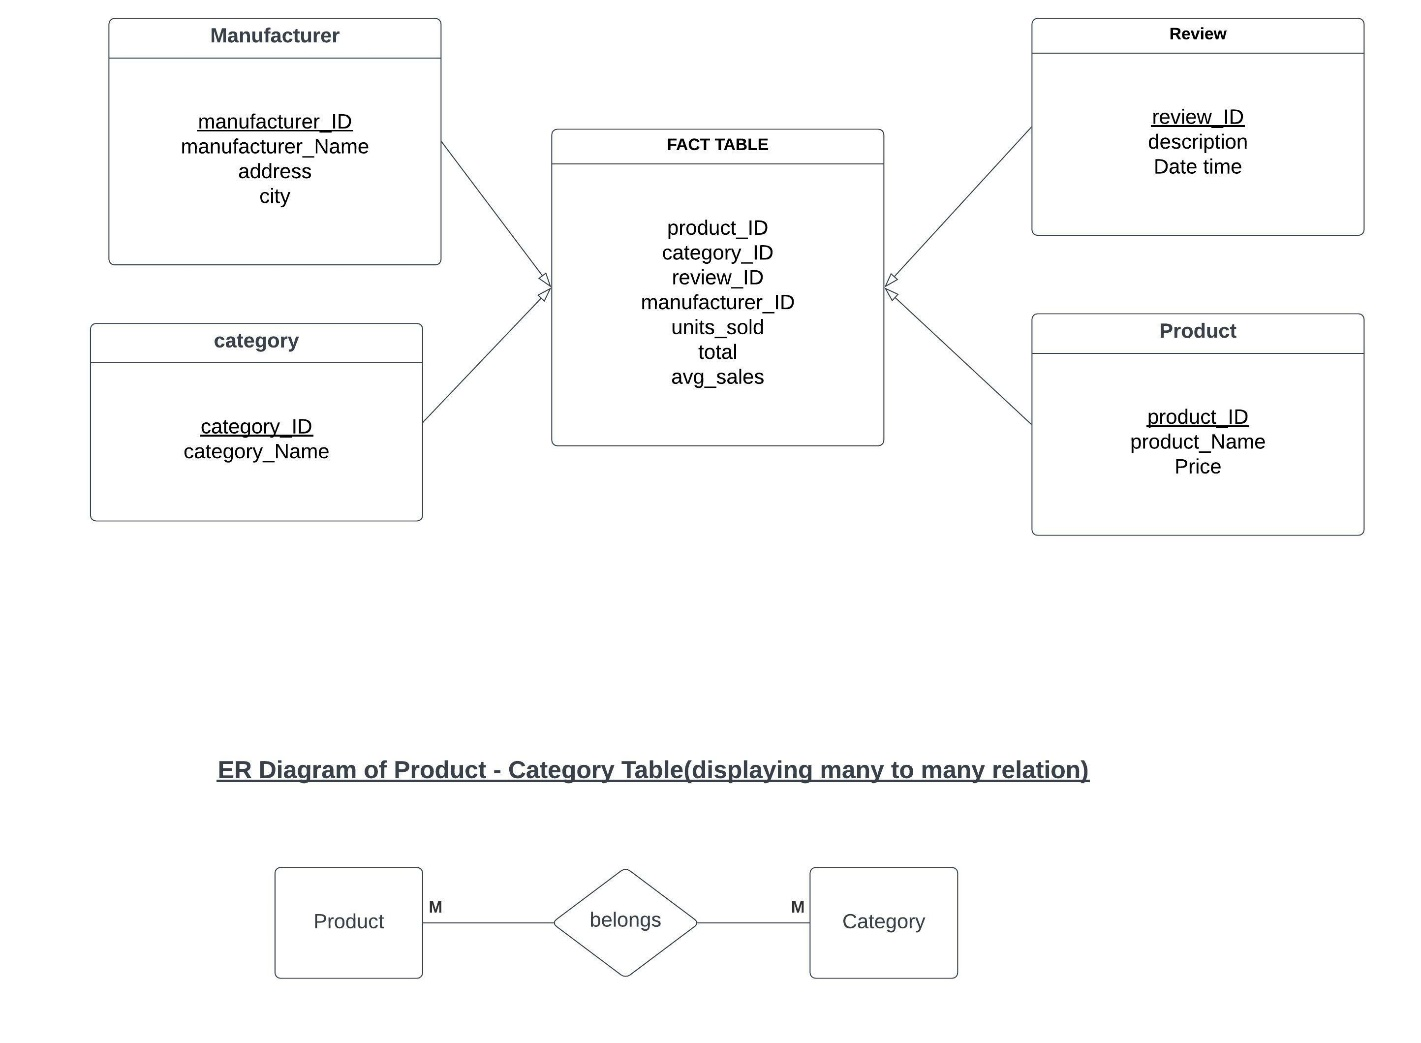 Manufacturer
manufacturer_ID
manufacturer_Name
address
city
category
category_ID
category_Name
FACT TABLE
product_ID
category_ID
review_ID
manufacturer_ID
units_sold
total
avg_sales
Review
review_ID
description
Date time
Product
product_ID
product_Name
Price
ER Diagram of Product - Category Table(displaying many to many relation)
Product
M
belongs
M
Category